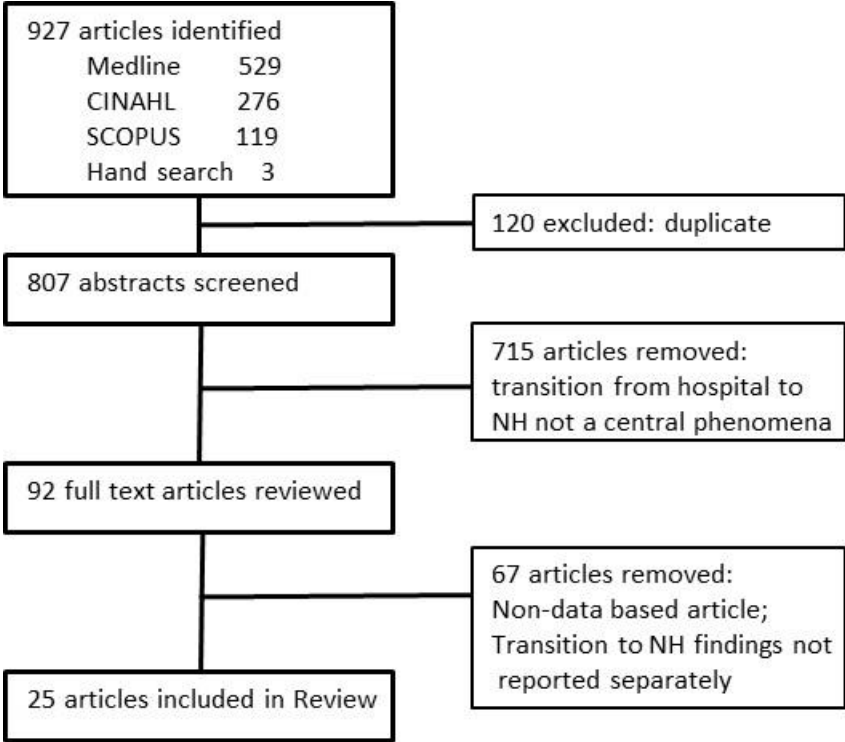 927 articles identified
Medline 529
CINAHL 276
SCOPUS 119
Hand search 3
120 excluded: duplicate
807 abstracts screened
715 articles removed:
transition from hospital to
NH not a central phenomena
92 full text articles reviewed
67 articles removed:
Non-data based article;
Transition to NH findings not
reported separately
25 articles included in Review